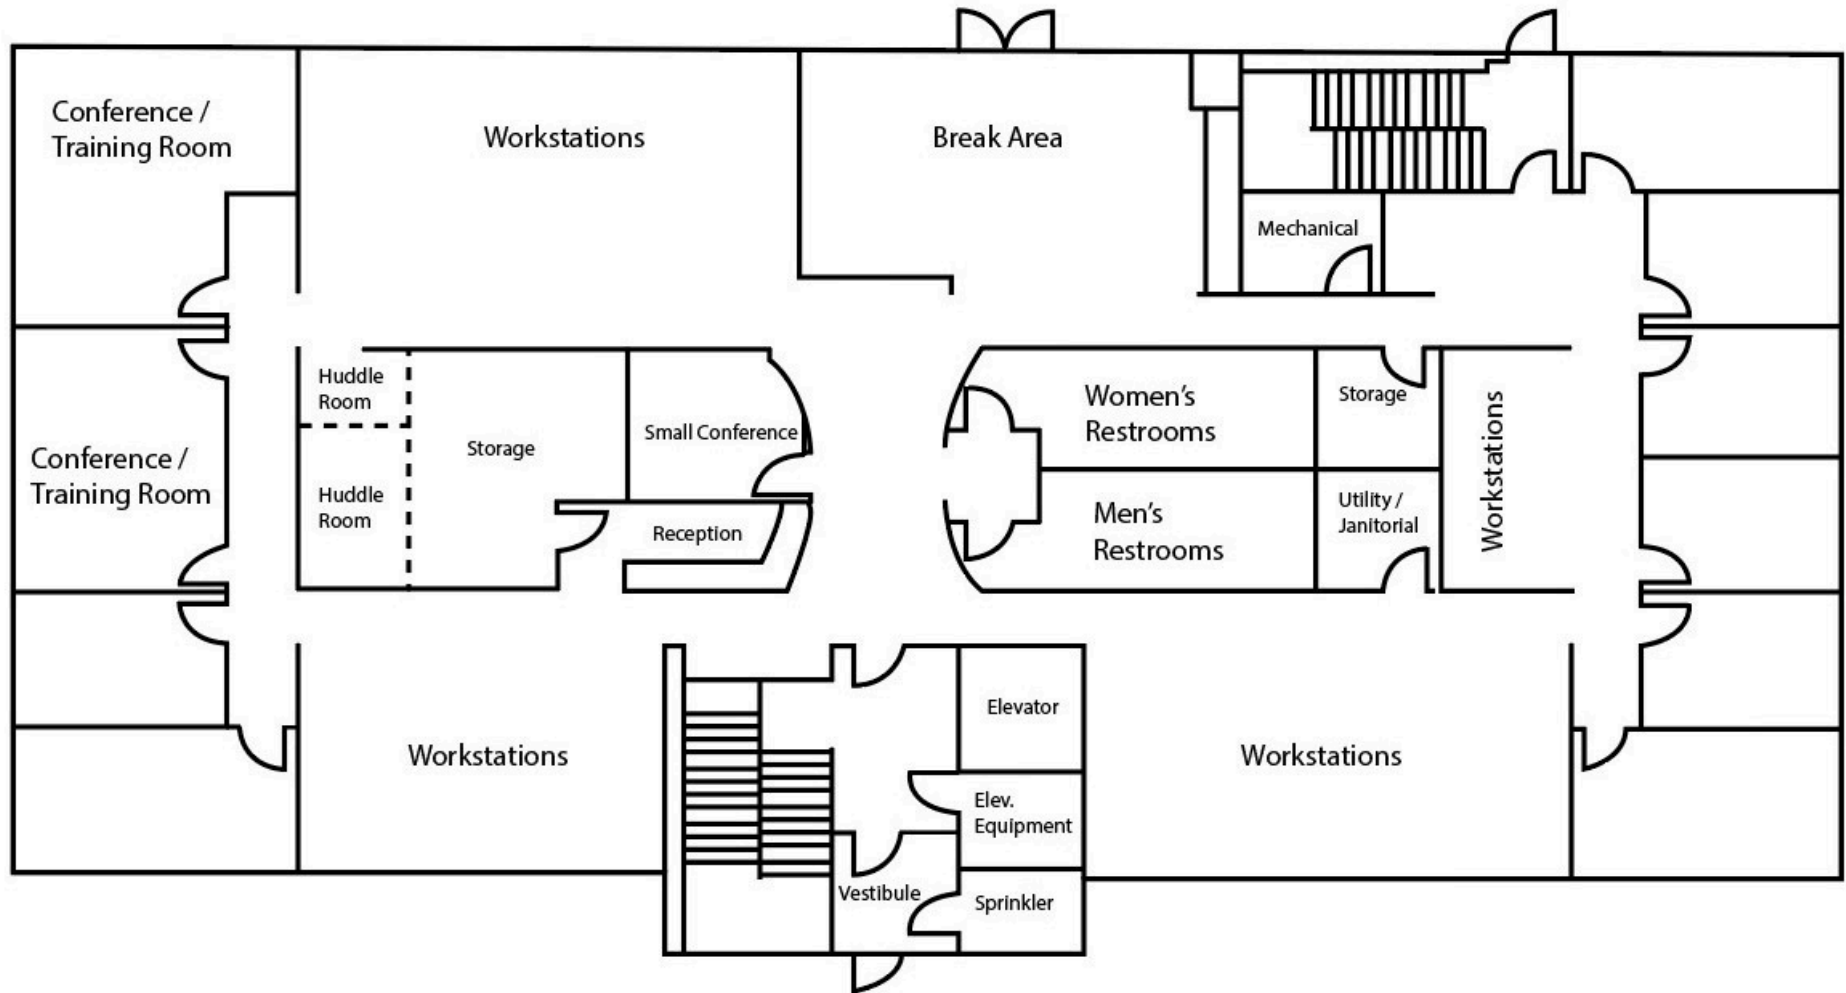 Conference /
Training Room
Workstations
Break Area
Mechanical
Huddle
Room
Women's
Restrooms
Storage
Small Conference
Storage
Workstations
Conference /
Training Room
Huddle
Room
Reception
Men's
Restrooms
Utility /
Janitorial
Elevator
Workstations
Workstations
Elev.
Equipment
Vestibule
Sprinkler